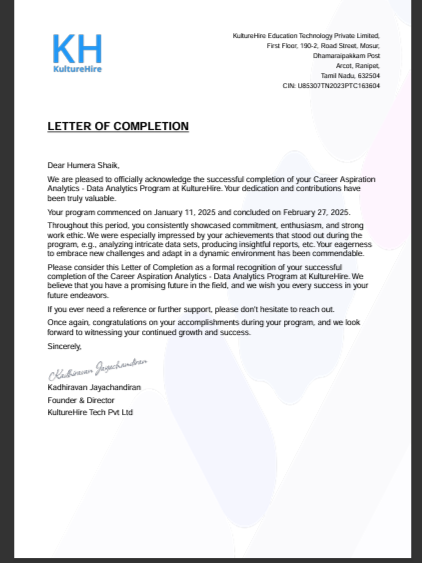 KH
KultureHire
KultureHire Education Technology Private Limited,
First Floor, 190-2, Road Street, Mosur,
Dhamaraipakkam Post
Arcot, Ranipet,
Tamil Nadu, 632504
CIN: U85307TN2023PTC163604
LETTER OF COMPLETION
Dear Humera Shaik,
We are pleased to officially acknowledge the successful completion of your Career Aspiration
Analytics - Data Analytics Program at KultureHire. Your dedication and contributions have
been truly valuable.
Your program commenced on January 11, 2025 and concluded on February 27, 2025.
Throughout this period, you consistently showcased commitment, enthusiasm, and strong
work ethic. We were especially impressed by your achievements that stood out during the
program, e.g., analyzing intricate data sets, producing insightful reports, etc. Your eagerness
to embrace new challenges and adapt in a dynamic environment has been commendable.
Please consider this Letter of Completion as a formal recognition of your successful
completion of the Career Aspiration Analytics - Data Analytics Program at KultureHire. We
believe that you have a promising future in the field, and we wish you every success in your
future endeavors.
If you ever need a reference or further support, please don't hesitate to reach out.
Once again, congratulations on your accomplishments during your program, and we look
forward to witnessing your continued growth and success.
Sincerely,
Kadhiravan Jayachandiran
Kadhiravan Jayachandiran
Founder & Director
KultureHire Tech Pvt Ltd